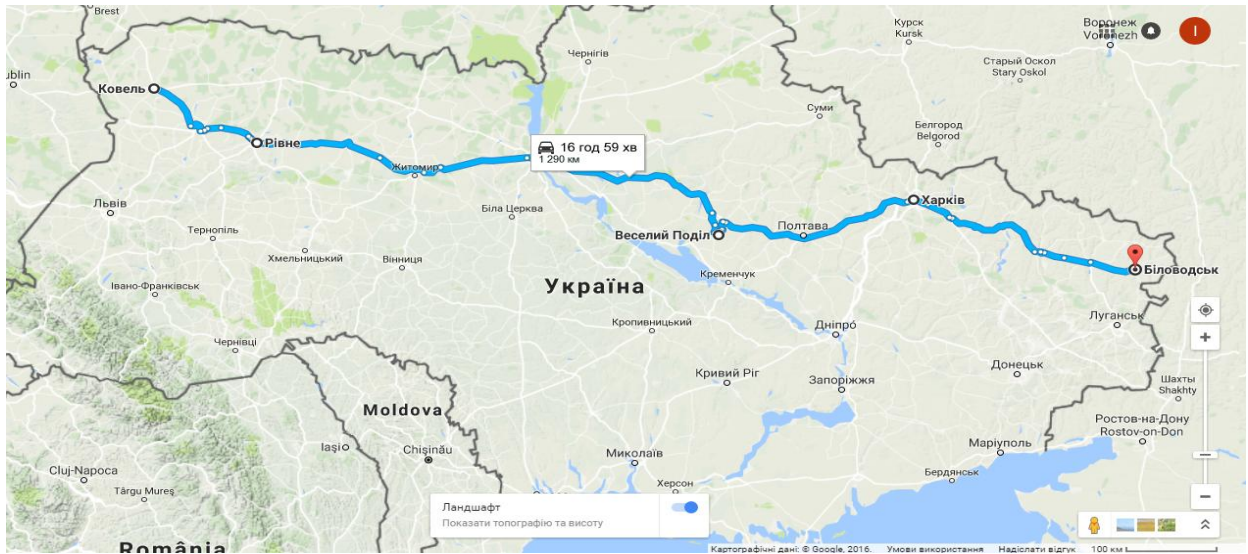 Brest
Курск
Kursk
Воронеж
Voronezh
I
Чернігів
Старый Оскол
Stary Oskol
ublin
Ковель
Суми
Белгород
Belgorod
16 год 59 хв
1 290 км
Рівне
Житомир
Харків
Львів
Біла Церква
Веселий Поділ
Полтава
Тернопіль
Хмельницький
Вінниця
Кременчук
Біловодськ
Івано-Франківськ
Україна
Луганськ
Кропивницький
Дніпро́
Чернівці
Донецьк
Кривий Ріг
Запоріжжя
Шахты
Shakhty
Moldova
Ростов-на-Дону
Rostov-on-Don
Iași
Chișinău
Маріуполь
Миколаїв
Cluj-Napoca
Бердянськ
Târgu Mureș
Херсон
Ландшафт
Показати топографію та висоту
România
Картографічні дані: © Google, 2016. Умови використання Надіслати відгук 100 км